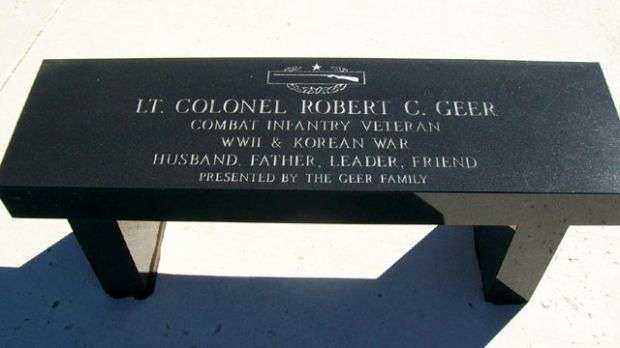 LT. COLONEL ROBERT C. GEER
COMBAT INFANTRY VETERAN
WWII & KOREAN WAR
HUSBAND, FATHER, LEADER, FRIEND
PRESENTED BY THE GEER FAMILY